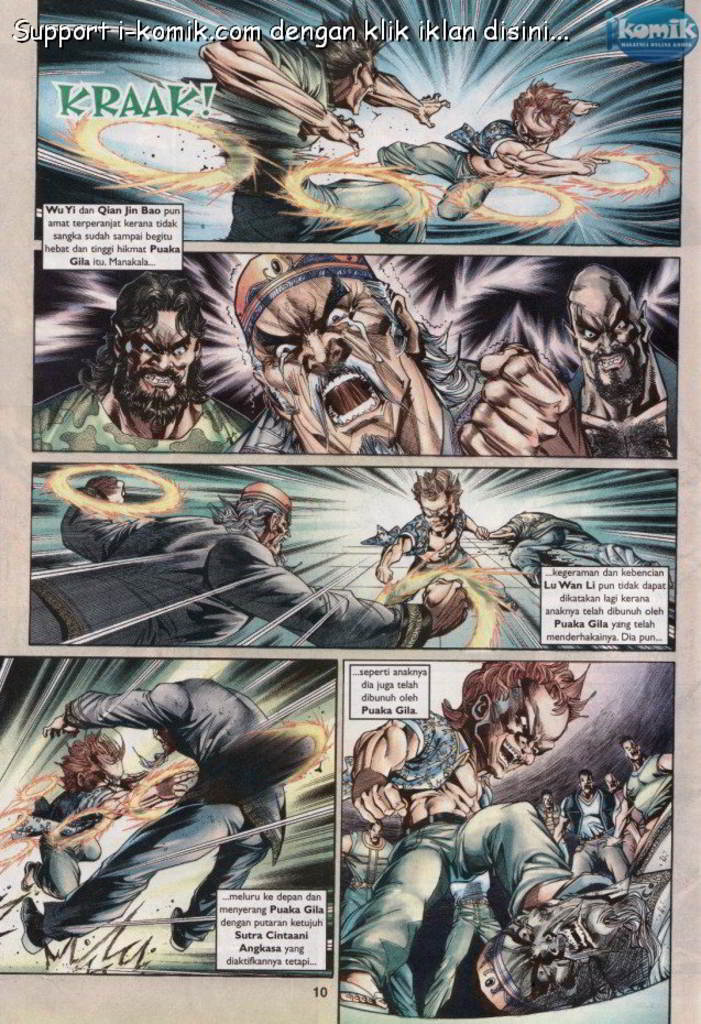 Support i-komik.com dengan klik iklan disini...
i komik
MALAYSIA ONLINE KOMIK
KRAAK!
Wu Yi dan Qian Jin Bao pun
amat terperanjat kerana tidak
sangka sudah sampai begitu
hebat dan tinggi hikmat Puaka
Gila itu. Manakala...
...kegeraman dan kebencian
Lu Wan Li pun tidak dapat
dikatakan lagi kerana
anaknya telah dibunuh oleh
Puaka Gila yang telah
menderhakainya. Dia pun...
...meluru ke depan dan
menyerang Puaka Gila
dengan putaran ketujuh
Sutra Cintaani
Angkasa yang
diaktifkannya tetapi...
...seperti anaknya
dia juga telah
dibunuh oleh
Puaka Gila.
10